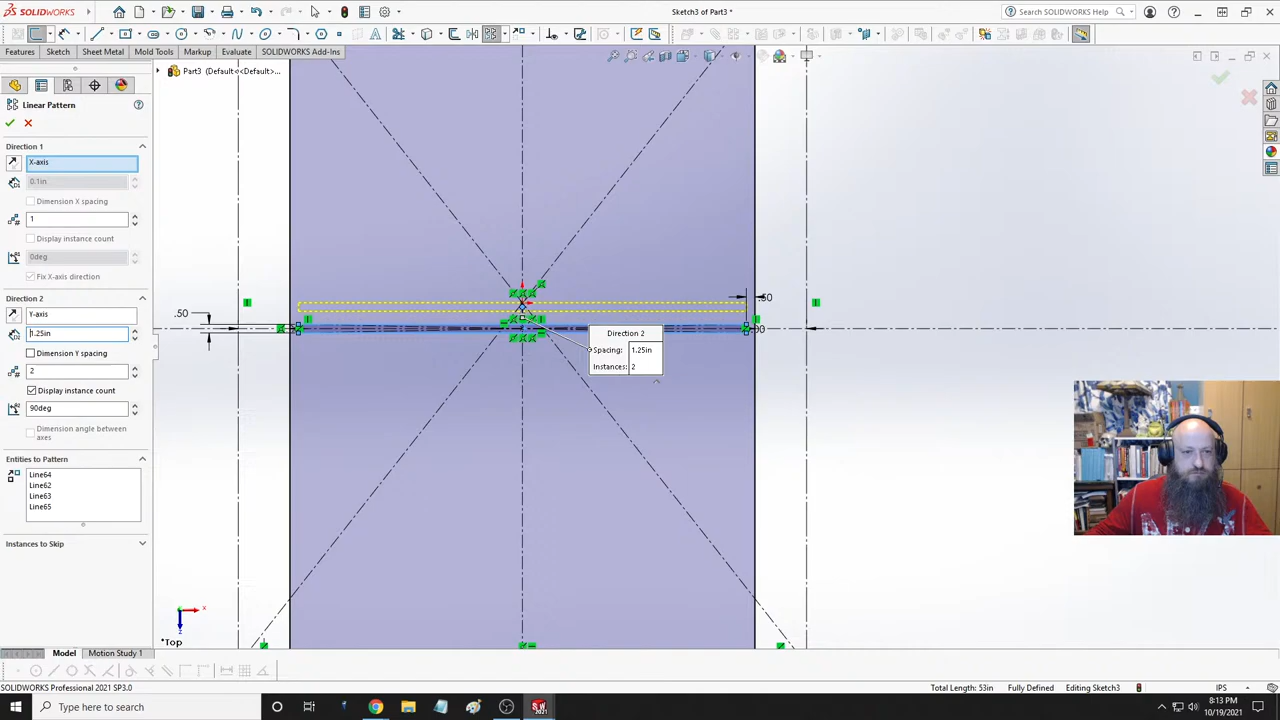 SOLIDWORKS
Sketch3 of Part3 *
Search SOLIDWORKS Help
Features
Sketch
Sheet Metal
Mold Tools
Markup
Evaluate
SOLIDWORKS Add-Ins
Part3 (Default<<Default>...
Linear Pattern
Direction 1
X-axis
0.1in
Dimension X spacing
1
Display instance count
0deg
Fix X-axis direction
Direction 2
Y-axis
1.25in
Dimension Y spacing
2
Display instance count
90deg
Dimension angle between
axes
Entities to Pattern
Line64
Line62
Line63
Line65
Instances to Skip
.50
.50
Direction 2
Spacing: 1.25in
Instances: 2
x
z
*Top
Model
Motion Study 1
SOLIDWORKS Professional 2021 SP3.0
Total Length: 53in
Fully Defined
Editing Sketch3
IPS
Type here to search
8:13 PM
10/19/2021